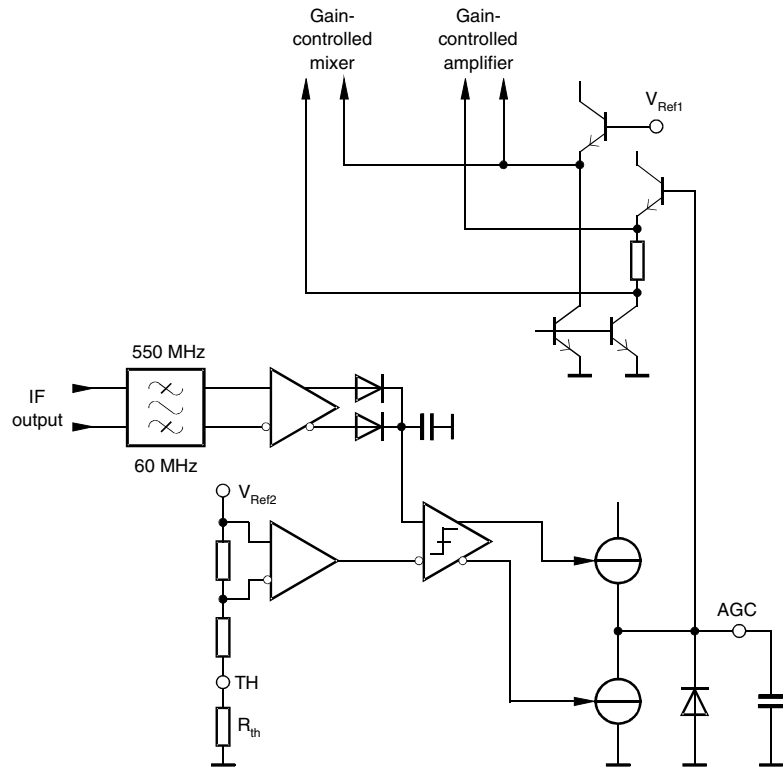 Gain-
controlled
mixer
Gain-
controlled
amplifier
VRef1
550 MHz
IF
output
60 MHz
VRef2
AGC
TH
Rth